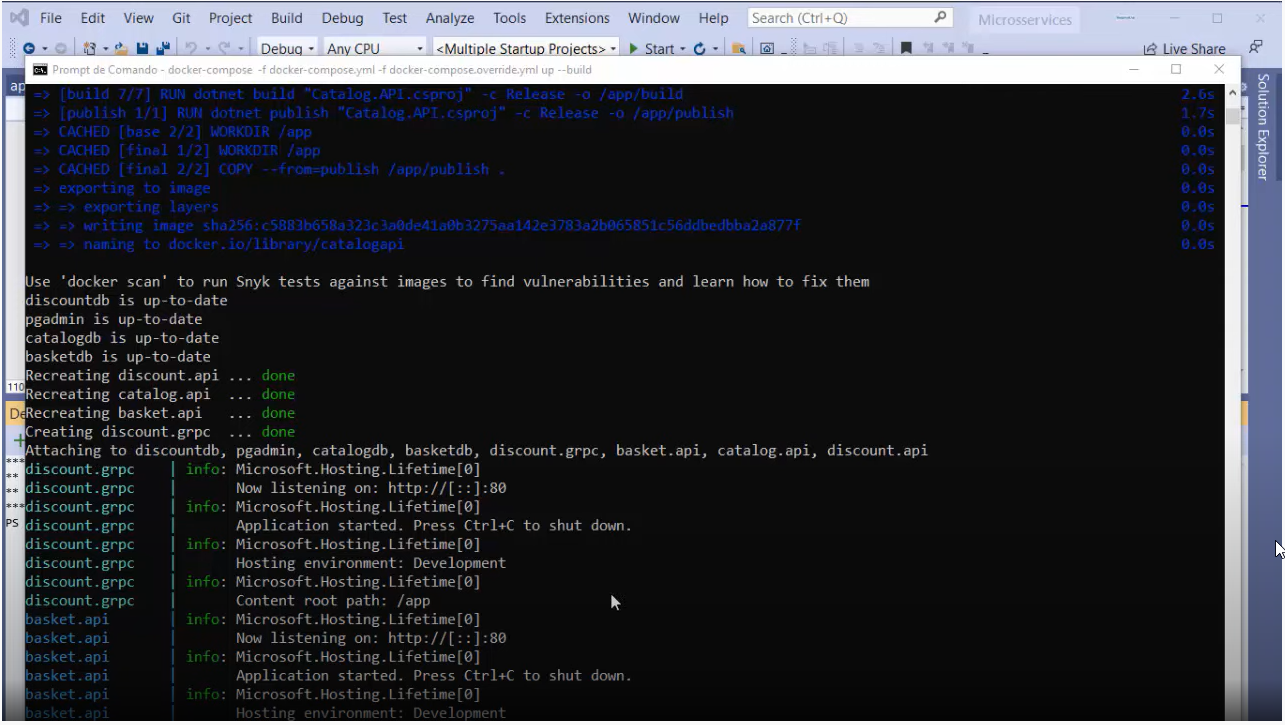 File Edit View Git Project Build Debug Test Analyze Tools Extensions Window Help Search (Ctrl+Q) Microsservices
Debug Any CPU <Multiple Startup Projects> Start Live Share
Prompt de Comando - docker-compose -f docker-compose.yml -f docker-compose.override.yml up --build
ap
=> [build 7/7] RUN dotnet build "Catalog.API.csproj" -c Release -o /app/build 2.6s
=> [publish 1/1] RUN dotnet publish "Catalog.API.csproj" -c Release -o /app/publish 1.7s
=> CACHED [base 2/2] WORKDIR /app 0.0s
=> CACHED [final 1/2] WORKDIR /app 0.0s
=> CACHED [final 2/2] COPY --from=publish /app/publish . 0.0s
=> exporting to image 0.0s
=> => exporting layers 0.0s
=> => writing image sha256:c5883b658a323c3a0de41a0b3275aa142e3783a2b065851c56ddbedbba2a877f 0.0s
=> => naming to docker.io/library/catalogapi 0.0s
Solution Explorer
Use 'docker scan' to run Snyk tests against images to find vulnerabilities and learn how to fix them
discountdb is up-to-date
pgadmin is up-to-date
catalogdb is up-to-date
basketdb is up-to-date
Recreating discount.api ... done
110
Recreating catalog.api ... done
De
Recreating basket.api ... done
Creating discount.grpc ... done
Attaching to discountdb, pgadmin, catalogdb, basketdb, discount.grpc, basket.api, catalog.api, discount.api
discount.grpc | info: Microsoft.Hosting.Lifetime[0]
discount.grpc | Now listening on: http://[::]:80
discount.grpc | info: Microsoft.Hosting.Lifetime[0]
PS
discount.grpc | Application started. Press Ctrl+C to shut down.
discount.grpc | info: Microsoft.Hosting.Lifetime[0]
discount.grpc | Hosting environment: Development
discount.grpc | info: Microsoft.Hosting.Lifetime[0]
discount.grpc | Content root path: /app
basket.api | info: Microsoft.Hosting.Lifetime[0]
basket.api | Now listening on: http://[::]:80
basket.api | info: Microsoft.Hosting.Lifetime[0]
basket.api | Application started. Press Ctrl+C to shut down.
basket.api | info: Microsoft.Hosting.Lifetime[0]
basket.api | Hosting environment: Development